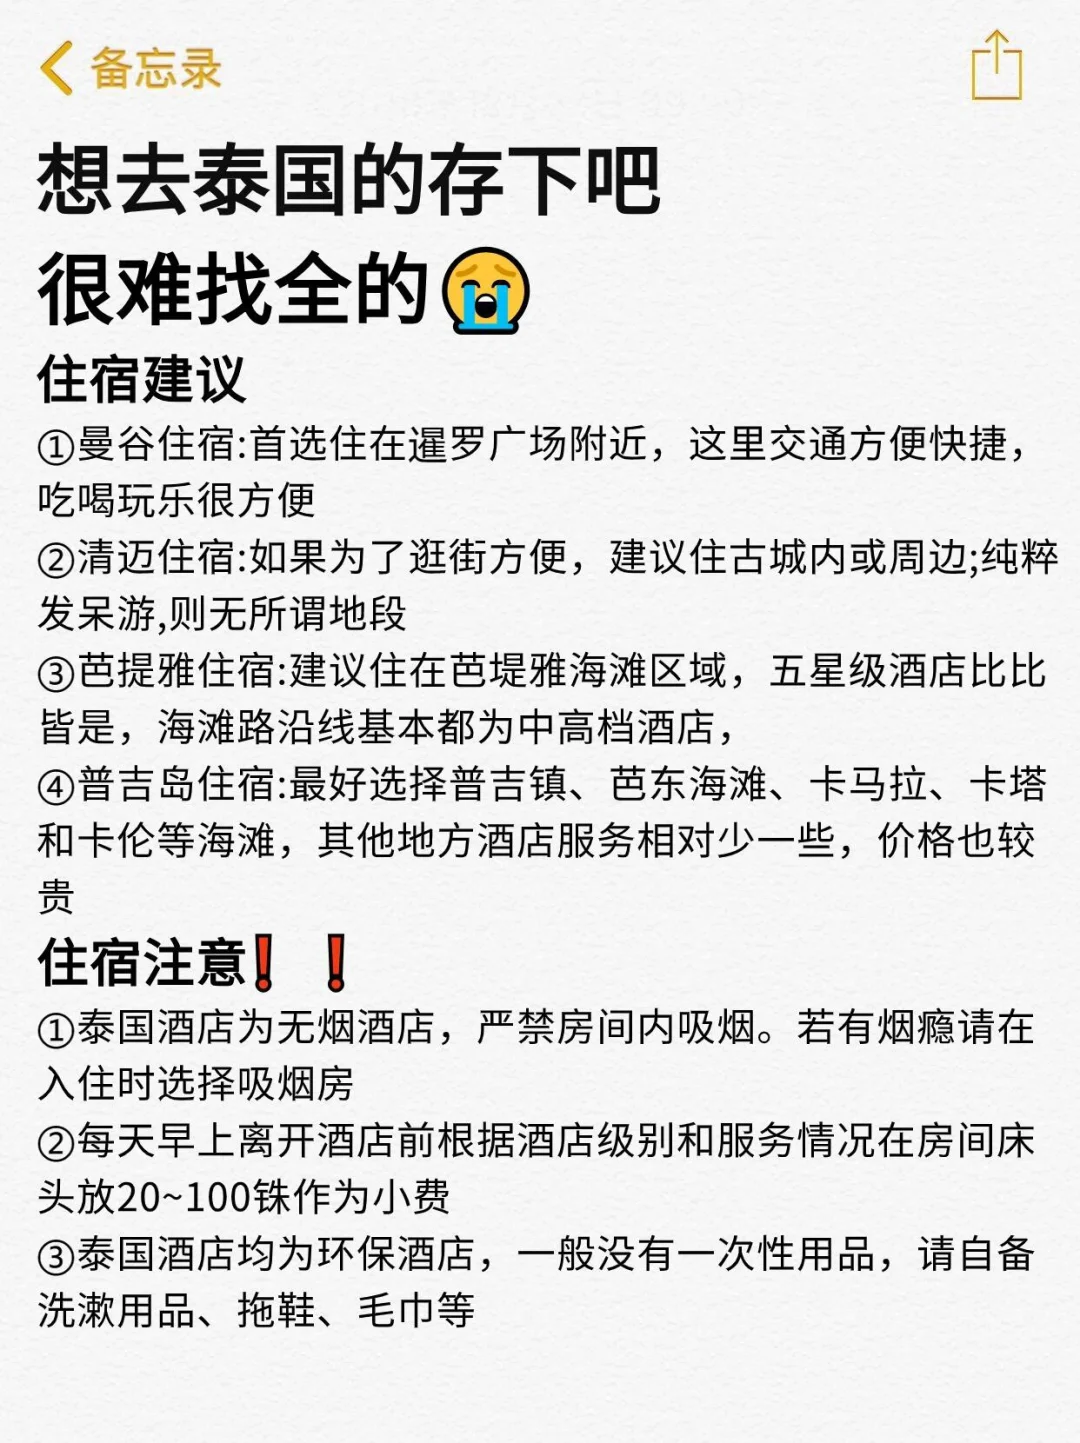 备忘录
想去泰国的存下吧
很难找全的😭
住宿建议
①曼谷住宿:首选住在暹罗广场附近，这里交通方便快捷，
吃喝玩乐很方便
②清迈住宿:如果为了逛街方便，建议住古城内或周边;纯粹
发呆游,则无所谓地段
③芭提雅住宿:建议住在芭堤雅海滩区域，五星级酒店比比
皆是，海滩路沿线基本都为中高档酒店，
④普吉岛住宿:最好选择普吉镇、芭东海滩、卡马拉、卡塔
和卡伦等海滩，其他地方酒店服务相对少一些，价格也较
贵
住宿注意❗❗
①泰国酒店为无烟酒店，严禁房间内吸烟。若有烟瘾请在
入住时选择吸烟房
②每天早上离开酒店前根据酒店级别和服务情况在房间床
头放20~100铢作为小费
③泰国酒店均为环保酒店，一般没有一次性用品，请自备
洗漱用品、拖鞋、毛巾等